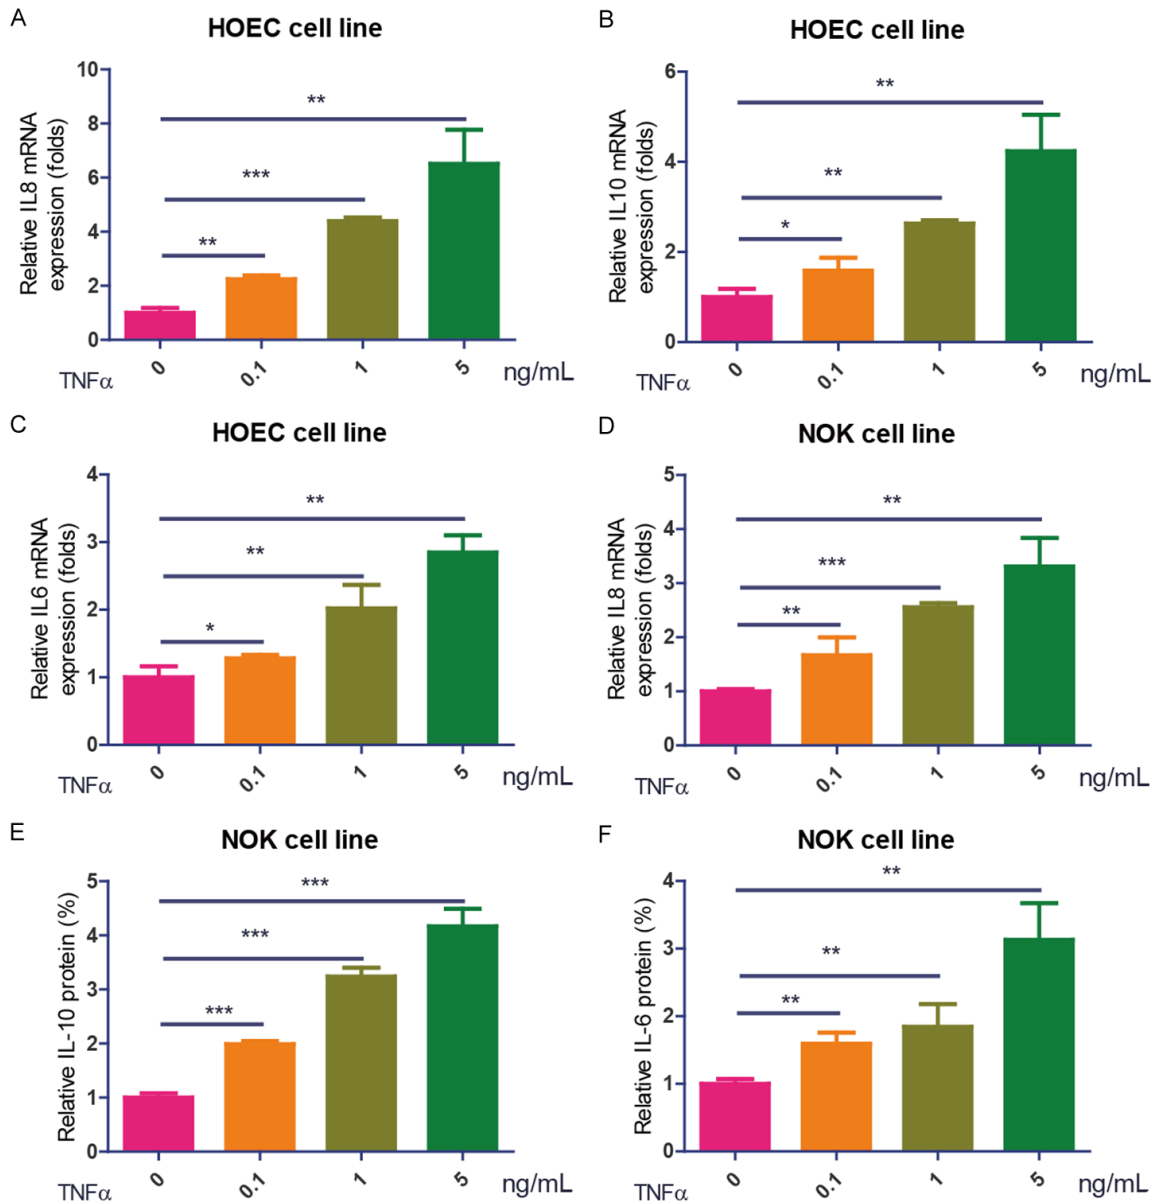 A
HOEC cell line
Relative IL8 mRNA
expression (folds)
10
8
6
4
2
0
**
***
**
TNFα
0
0.1
1
5
ng/mL
B
HOEC cell line
Relative IL10 mRNA
expression (folds)
6
4
2
0
**
**
*
TNFα
0
0.1
1
5
ng/mL
C
HOEC cell line
Relative IL6 mRNA
expression (folds)
4
3
2
1
0
**
**
*
TNFα
0
0.1
1
5
ng/mL
D
NOK cell line
Relative IL8 mRNA
expression (folds)
5
4
3
2
1
0
**
***
**
TNFα
0
0.1
1
5
ng/mL
E
NOK cell line
Relative IL-10 protein (%)
5
4
3
2
1
0
***
***
***
TNFα
0
0.1
1
5
ng/mL
F
NOK cell line
Relative IL-6 protein (%)
4
3
2
1
0
**
**
**
TNFα
0
0.1
1
5
ng/mL